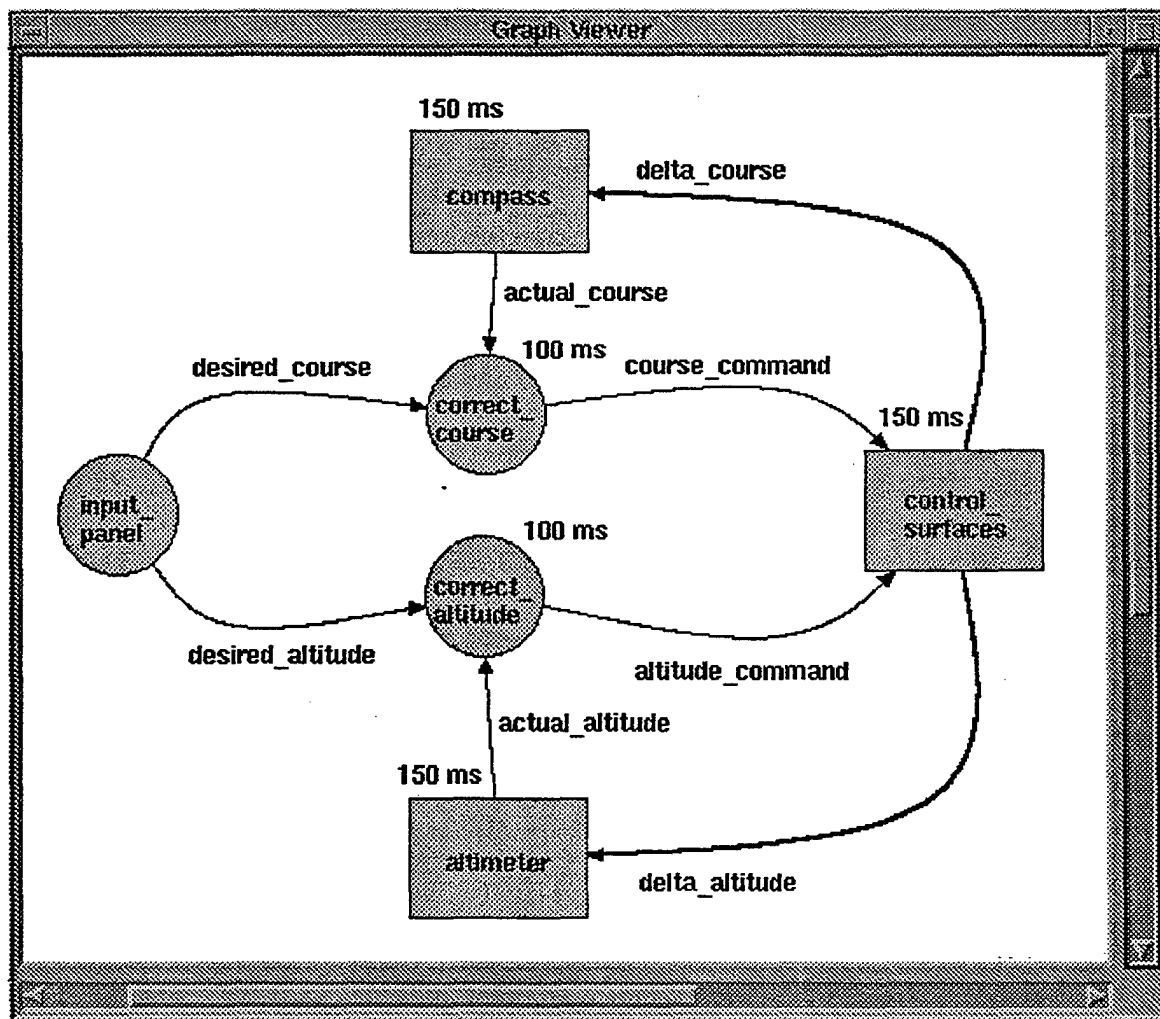 Graph Viewer
150 ms
compass
delta_course
actual_course
100 ms
desired_course
course_command
correct_
course
150 ms
input_
panel
control_
surfaces
100 ms
correct_
altitude
desired_altitude
altitude_command
actual_altitude
150 ms
altimeter
delta_altitude